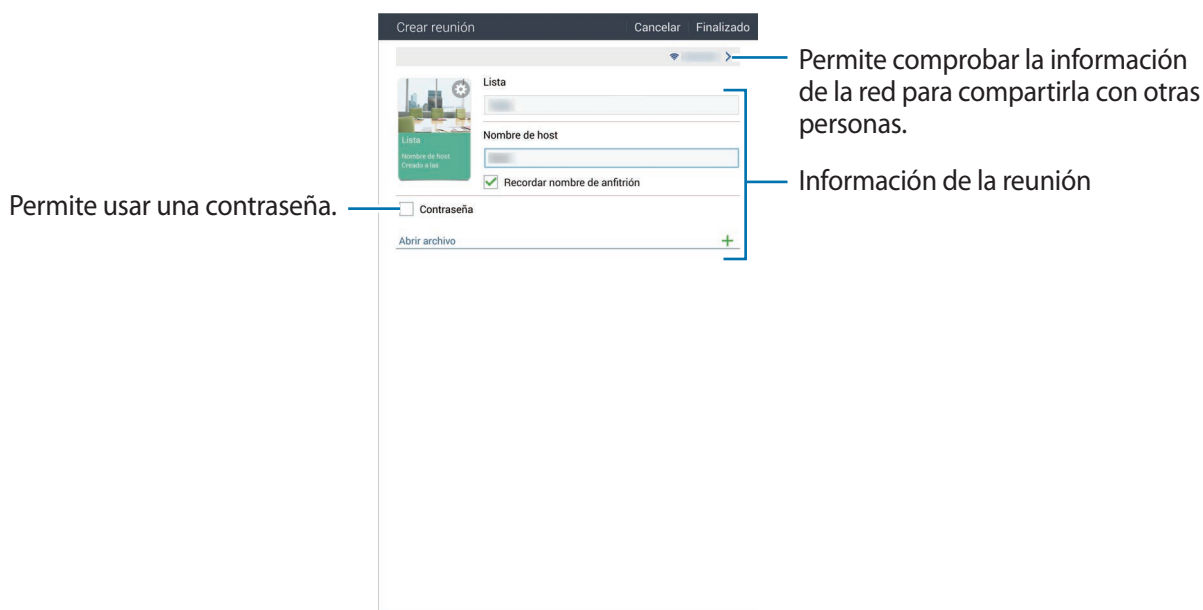 Crear reunión Cancelar Finalizado
Permite comprobar la información
de la red para compartirla con otras
personas.
Lista
Nombre de host
Lista
Nombre de host
Creado a las
Recordar nombre de anfitrión
Información de la reunión
Permite usar una contraseña.
Contraseña
Abrir archivo